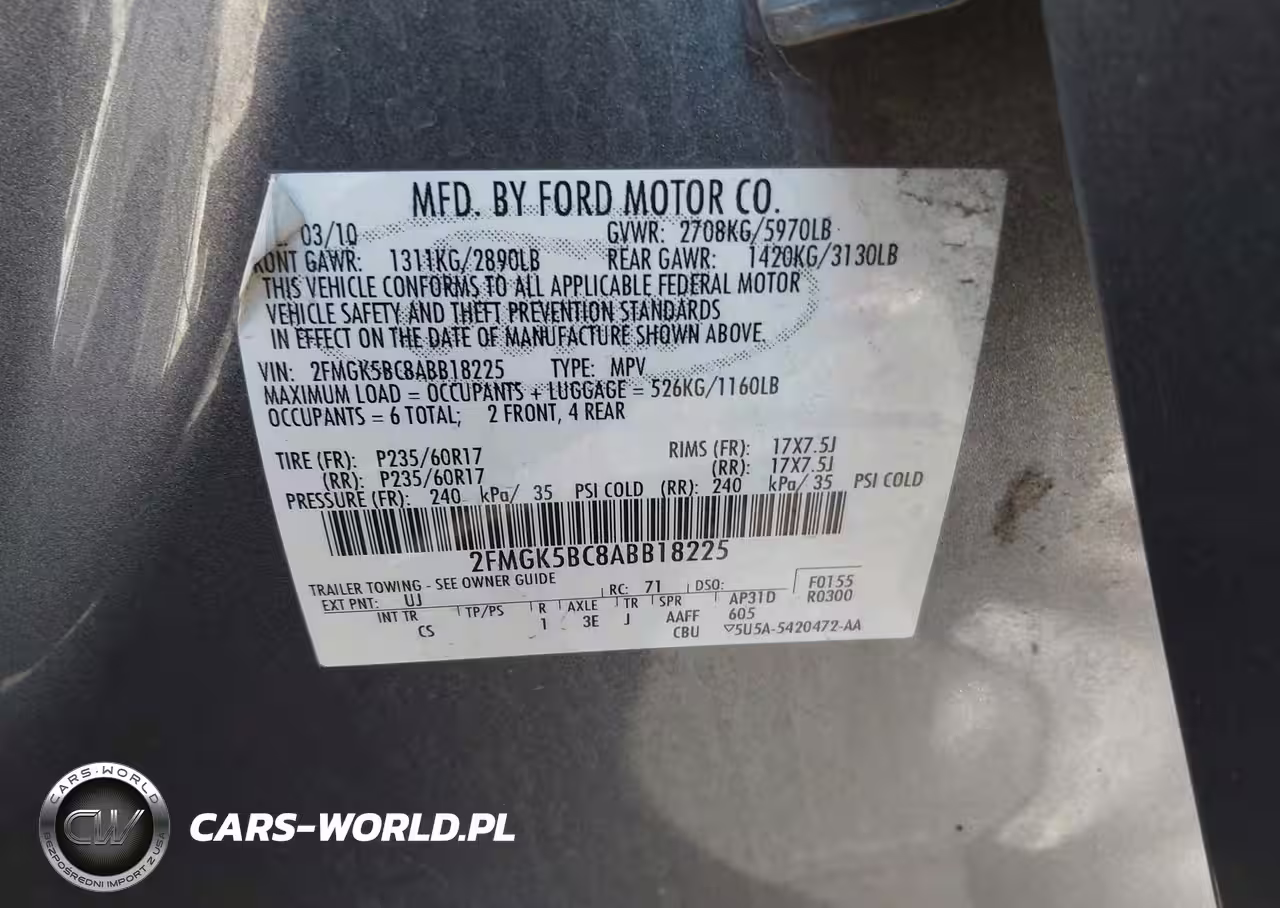 MFD. BY FORD MOTOR CO.
03/10 GVWR: 2708KG/5970LB
RONT GAWR: 1311KG/2890LB REAR GAWR: 1420KG/3130LB
THIS VEHICLE CONFORMS TO ALL APPLICABLE FEDERAL MOTOR
VEHICLE SAFETY AND THEFT PREVENTION STANDARDS
IN EFFECT ON THE DATE OF MANUFACTURE SHOWN ABOVE.
VIN: 2FMGK5BC8ABB18225 TYPE: MPV
MAXIMUM LOAD = OCCUPANTS + LUGGAGE = 526KG/1160LB
OCCUPANTS = 6 TOTAL; 2 FRONT, 4 REAR
TIRE (FR): P235/60R17 RIMS (FR): 17X7.5J
(RR): P235/60R17 (RR): 17X7.5J
PRESSURE (FR): 240 kPa/ 35 PSI COLD (RR): 240 kPa/ 35 PSI COLD
2FMGK5BC8ABB18225
TRAILER TOWING - SEE OWNER GUIDE
EXT PNT: UJ RC: 71 DSO: F0155
INT TR TP/PS R AXLE TR SPR AP31D R0300
CS 1 3E J AAFF 605
CBU 5U5A-5420472-AA
CARS-WORLD
CW
BEZPOŚREDNI IMPORT Z USA
CARS-WORLD.PL